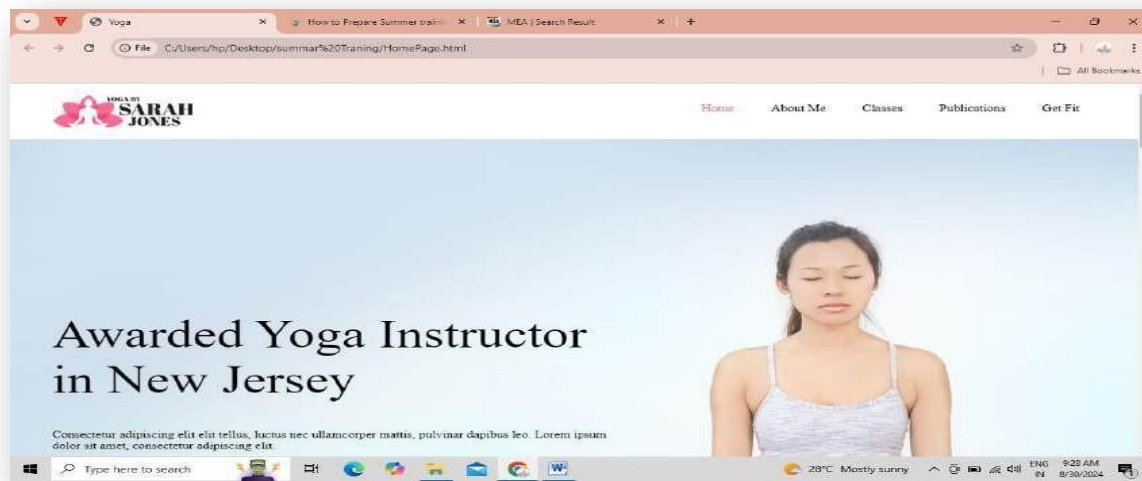 Yoga
How to Prepare Summer traini
MEA | Search Result
File C:/Users/hp/Desktop/summar%20Traning/HomePage.html
All Bookmarks
YOGA BY
SARAH
JONES
Home About Me Classes Publications Get Fit
Awarded Yoga Instructor
in New Jersey
Consectetur adipiscing elit elit tellus, luctus nec ullamcorper mattis, pulvinar dapibus leo. Lorem ipsum
dolor sit amet, consectetur adipiscing elit.
Type here to search
28°C Mostly sunny
ENG 9:28 AM
IN 8/30/2024